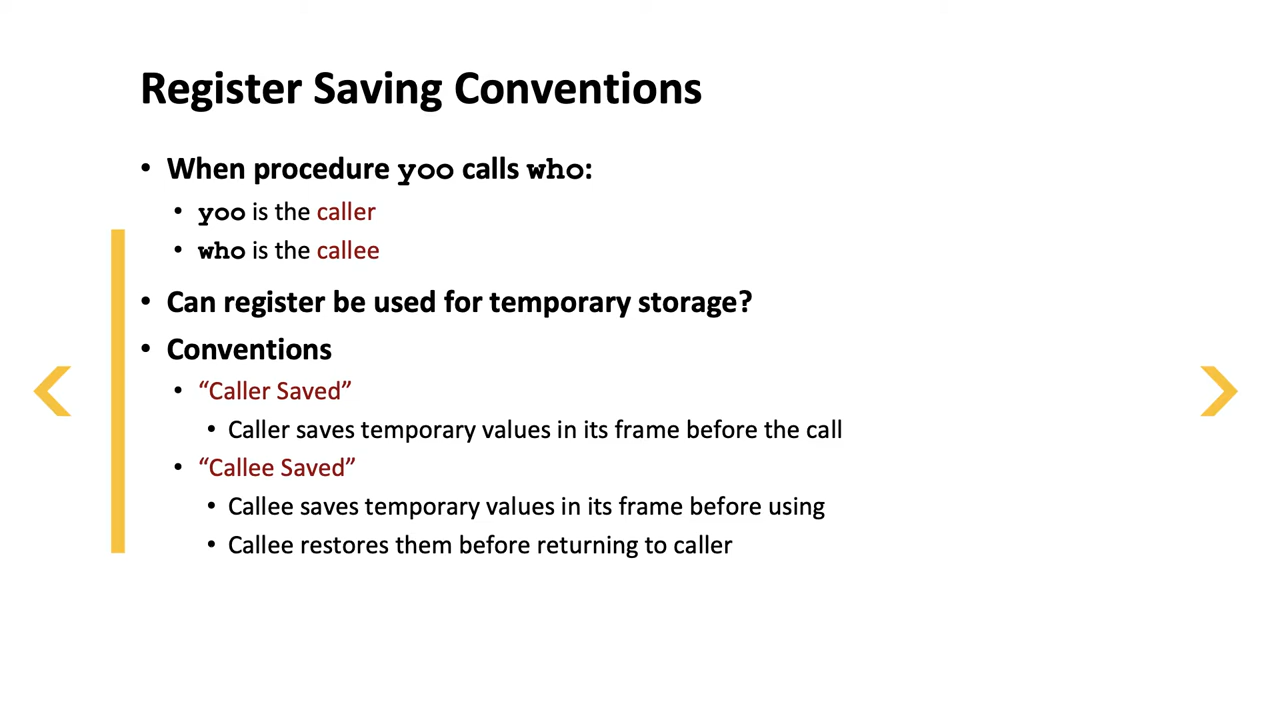 Register Saving Conventions
• When procedure yoo calls who:
• yoo is the caller
• who is the callee
• Can register be used for temporary storage?
• Conventions
• “Caller Saved”
• Caller saves temporary values in its frame before the call
• “Callee Saved”
• Callee saves temporary values in its frame before using
• Callee restores them before returning to caller